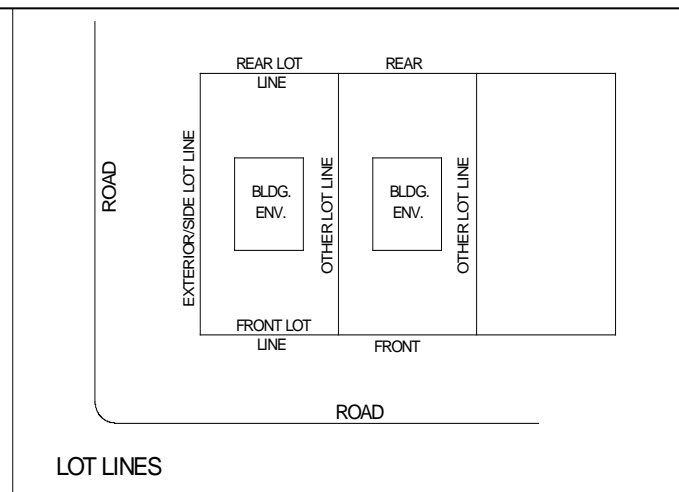 REAR LOT
LINE
REAR
ROAD
EXTERIOR/SIDE LOT LINE
BLDG.
ENV.
OTHER LOT LINE
BLDG.
ENV.
OTHER LOT LINE
FRONT LOT
LINE
FRONT
ROAD
LOT LINES